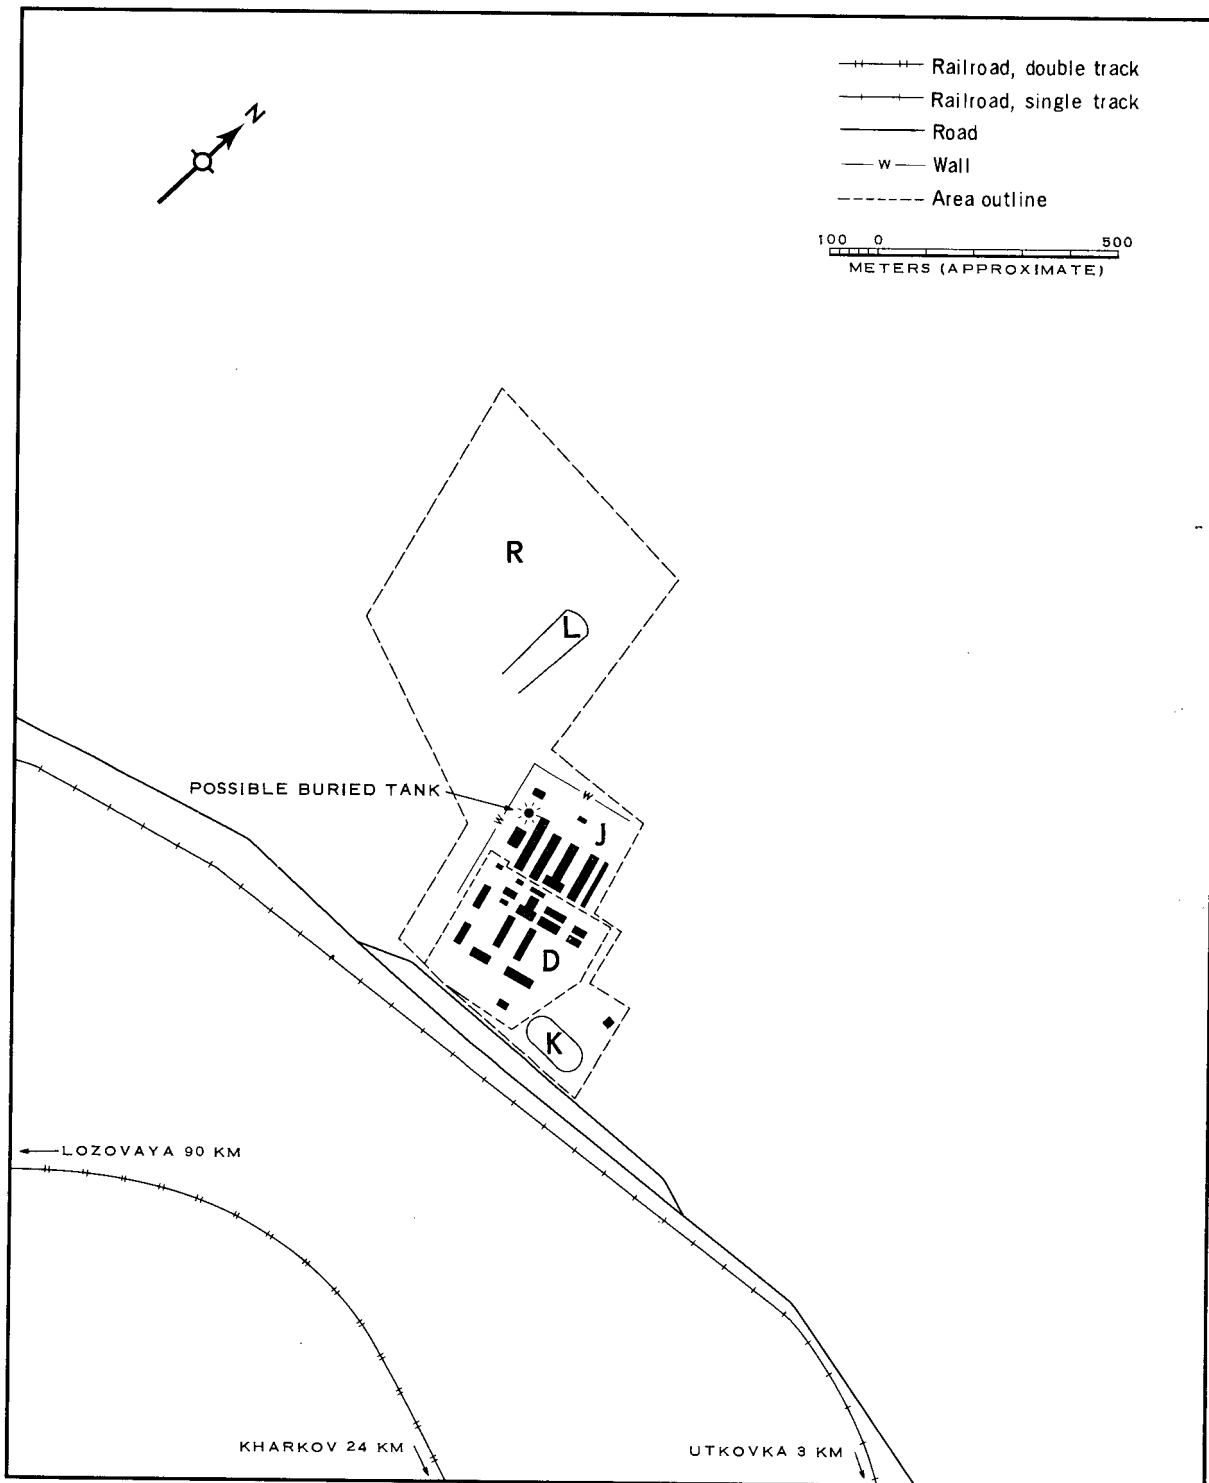 Railroad, double track
Railroad, single track
Road
W Wall
Area outline
100 0 500
METERS (APPROXIMATE)
N
R
L
POSSIBLE BURIED TANK
W
W
J
D
K
LOZOVAYA 90 KM
KHARKOV 24 KM
UTKOVKA 3 KM